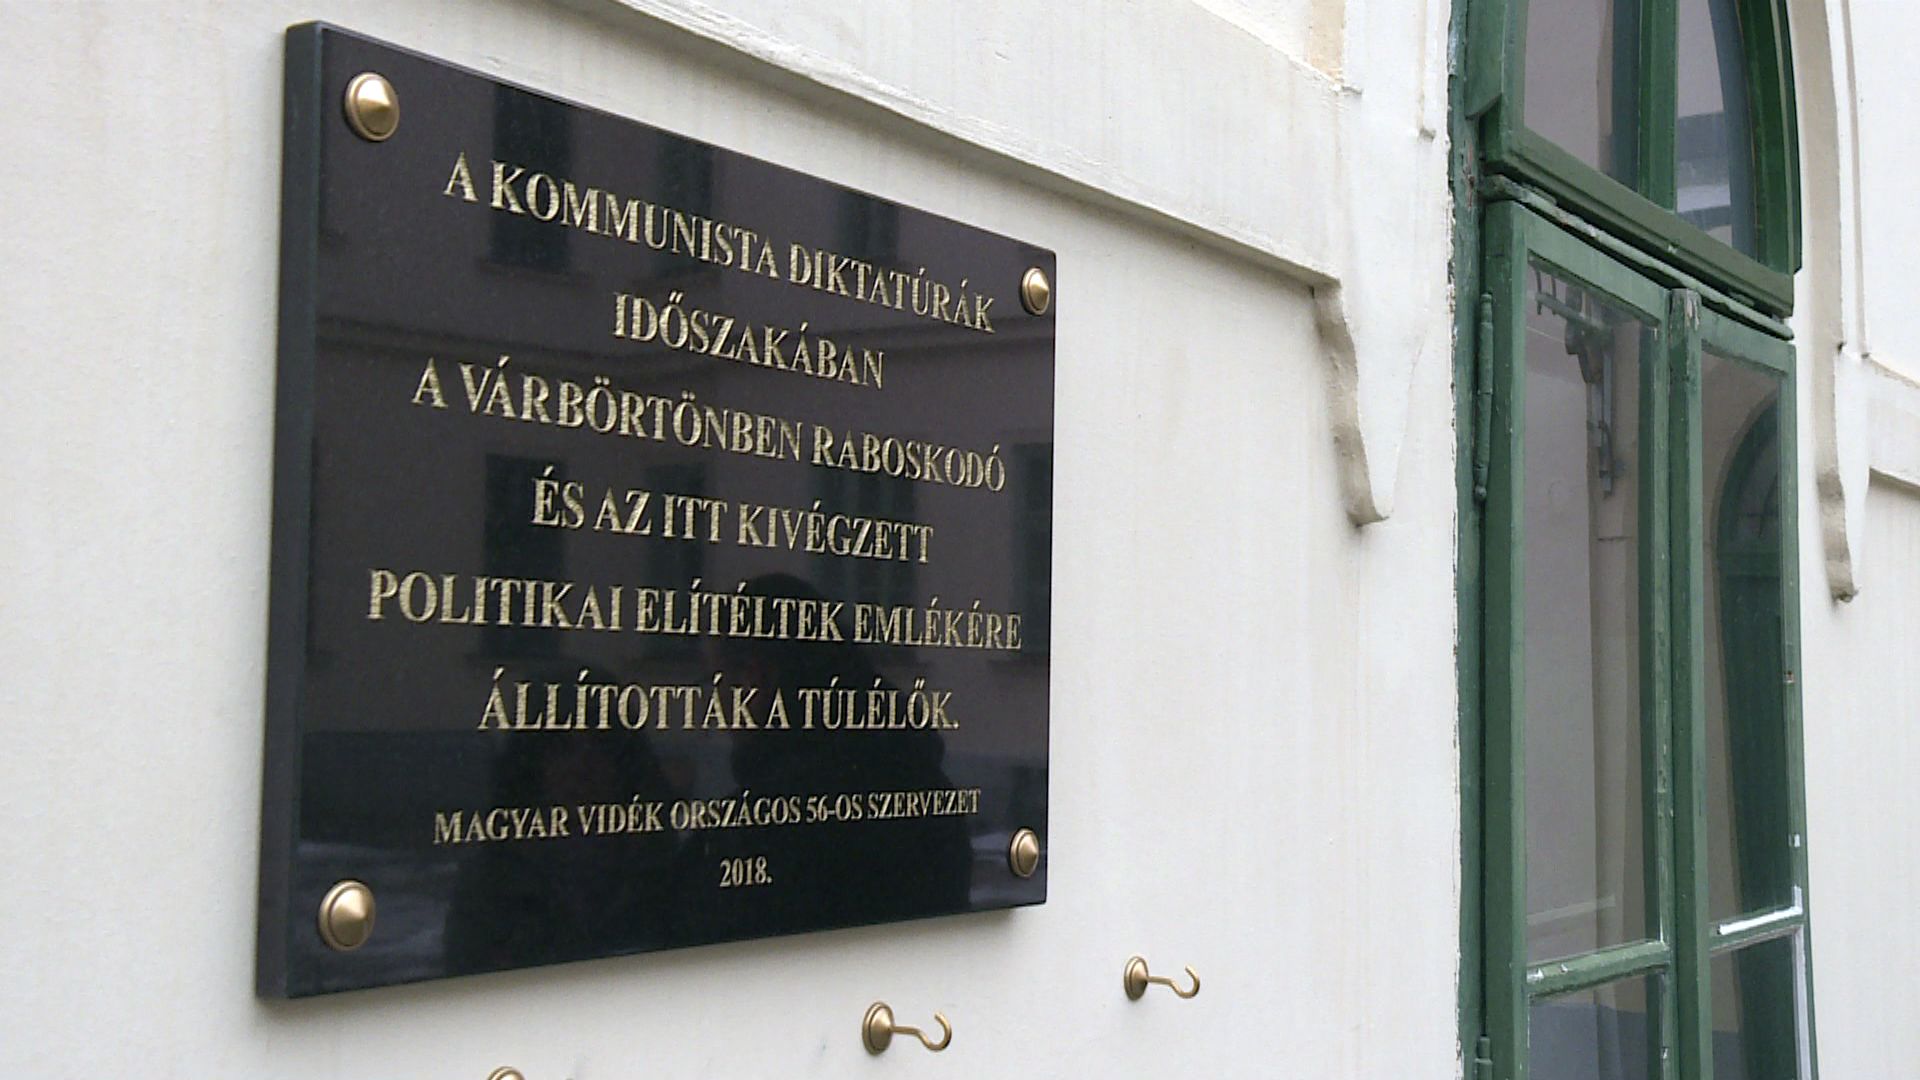 A KOMMUNISTA DIKTATÚRÁK
IDŐSZAKÁBAN
A VÁRBÖRTÖNBEN RABOSKODÓ
ÉS AZ ITT KIVÉGZETT
POLITIKAI ELÍTÉLTEK EMLÉKÉRE
ÁLLÍTOTTÁK A TÚLÉLŐK.
MAGYAR VIDÉK ORSZÁGOS 56-OS SZERVEZET
2018.